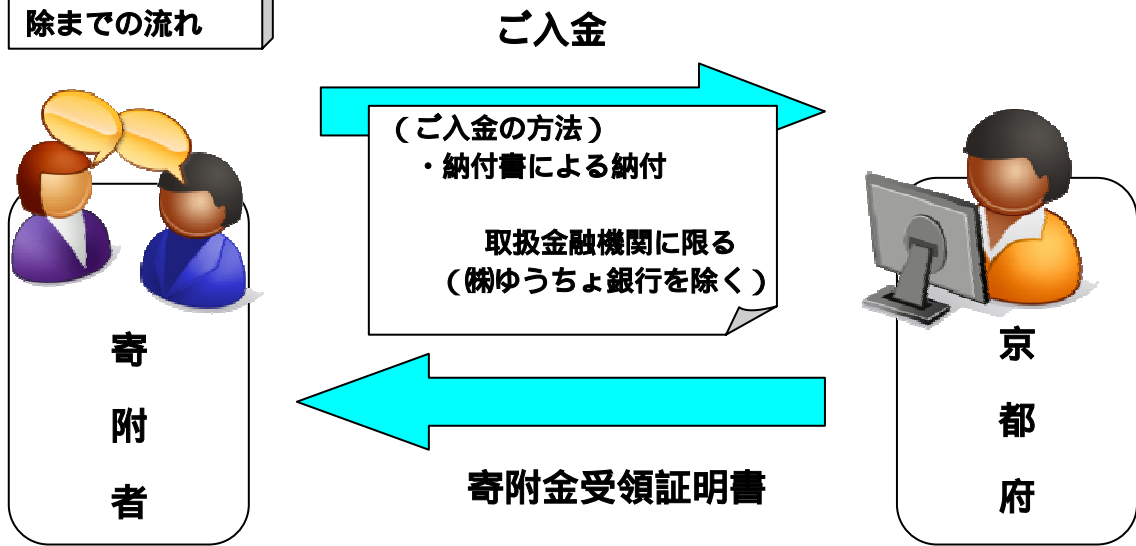 除までの流れ
ご入金
（ご入金の方法）
・納付書による納付
取扱金融機関に限る
（㈱ゆうちょ銀行を除く）
寄附者
京都府
寄附金受領証明書